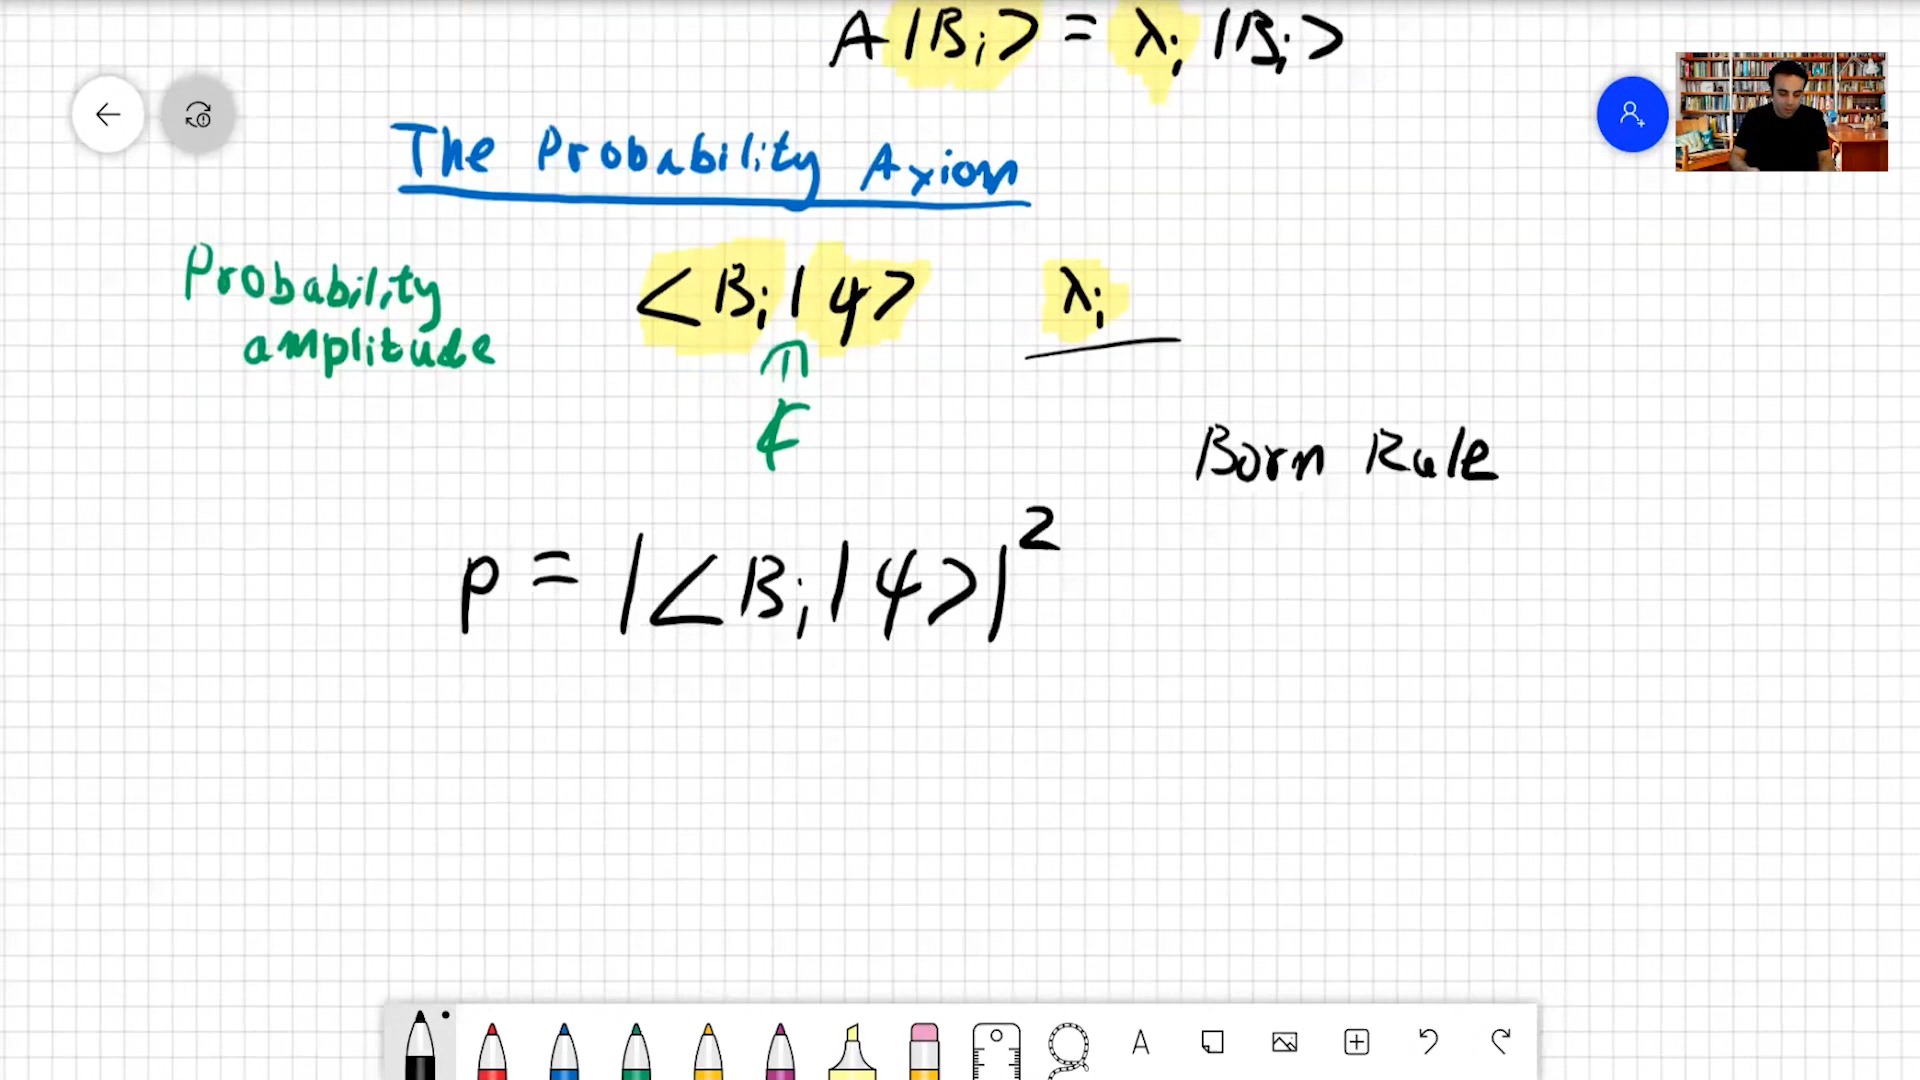 A|Bᵢ> = λᵢ|Bᵢ>
The Probability Axiom
Probability amplitude
<Bᵢ|ψ> λᵢ
∈
ℂ
Born Rule
p = |<Bᵢ|ψ>|²
A